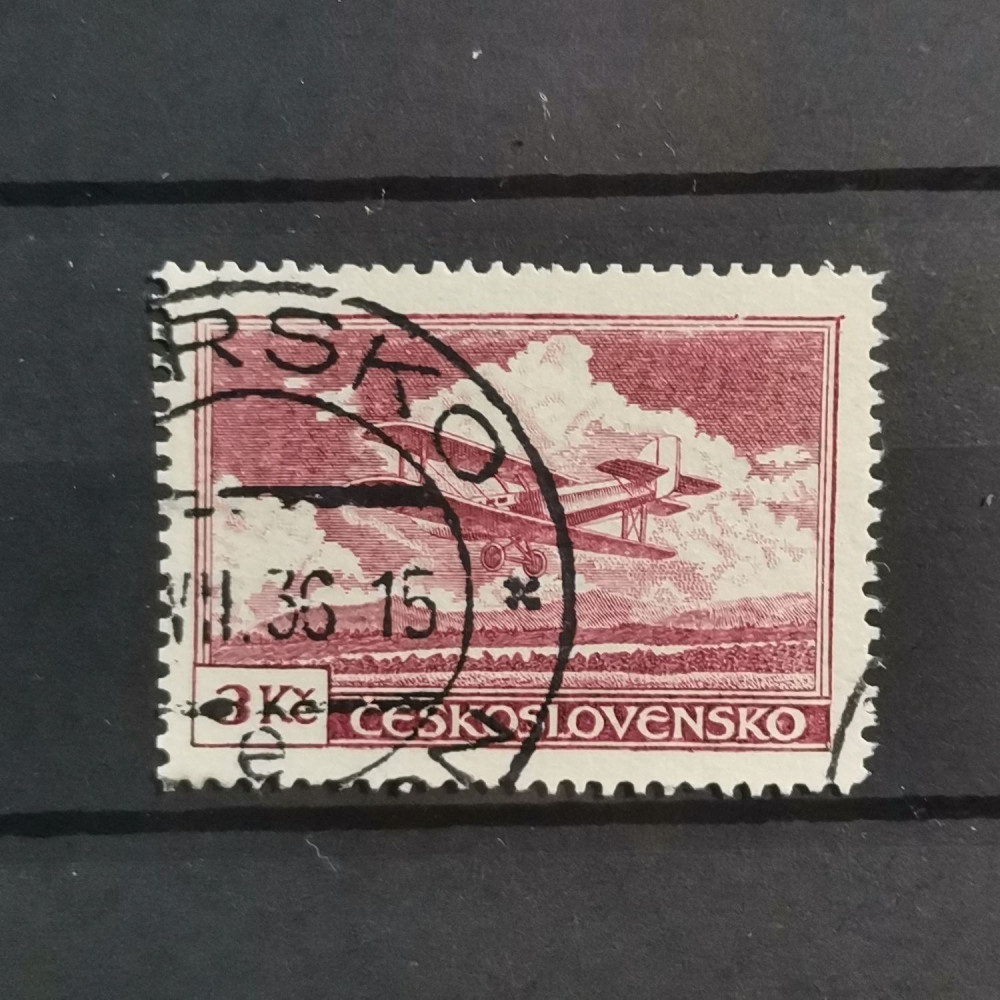 RSKO
VII.36 15
3 Kč ČESKOSLOVENSKO
e